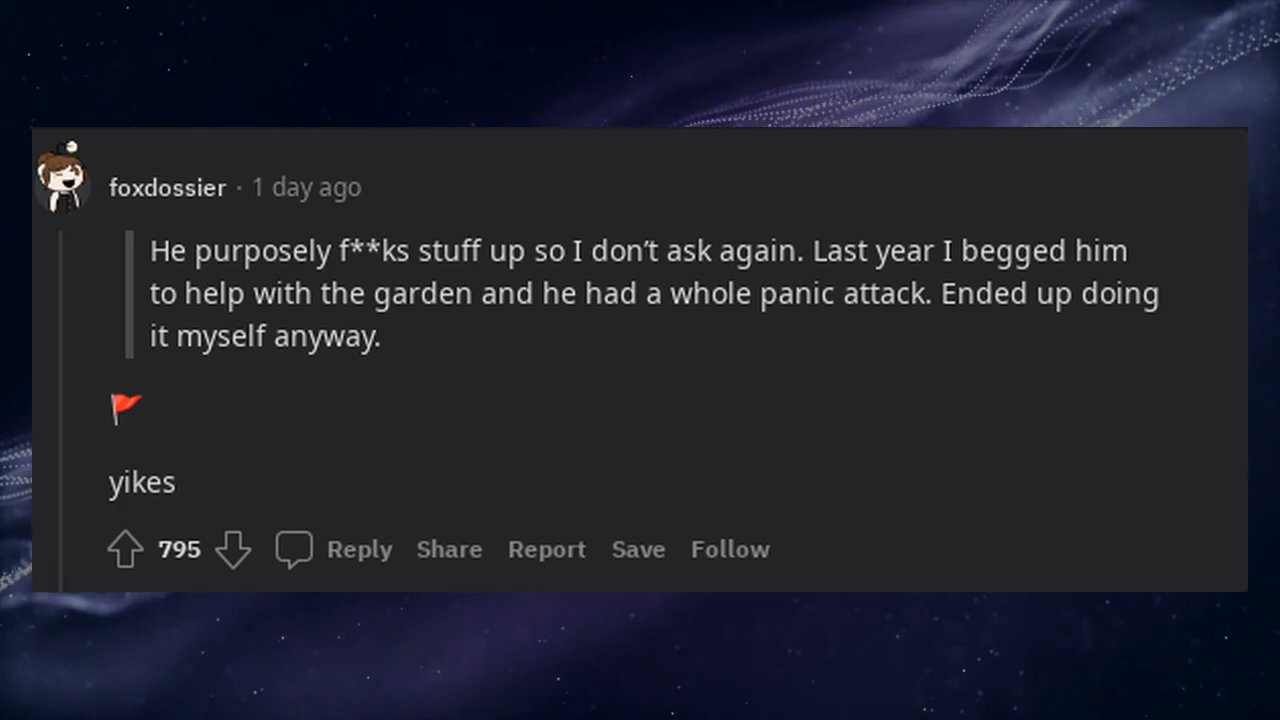 foxdossier · 1 day ago
He purposely f**ks stuff up so I don’t ask again. Last year I begged him
to help with the garden and he had a whole panic attack. Ended up doing
it myself anyway.
🚩
yikes
795 Reply Share Report Save Follow